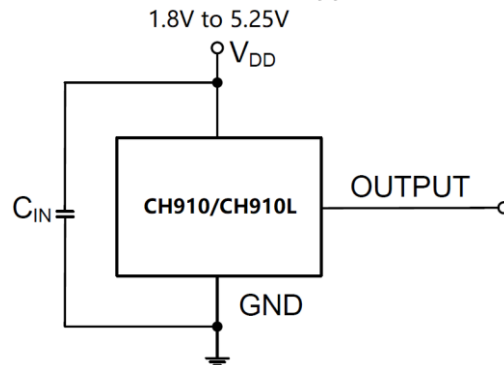 1.8V to 5.25V
VDD
CIN
CH910/CH910L
OUTPUT
GND